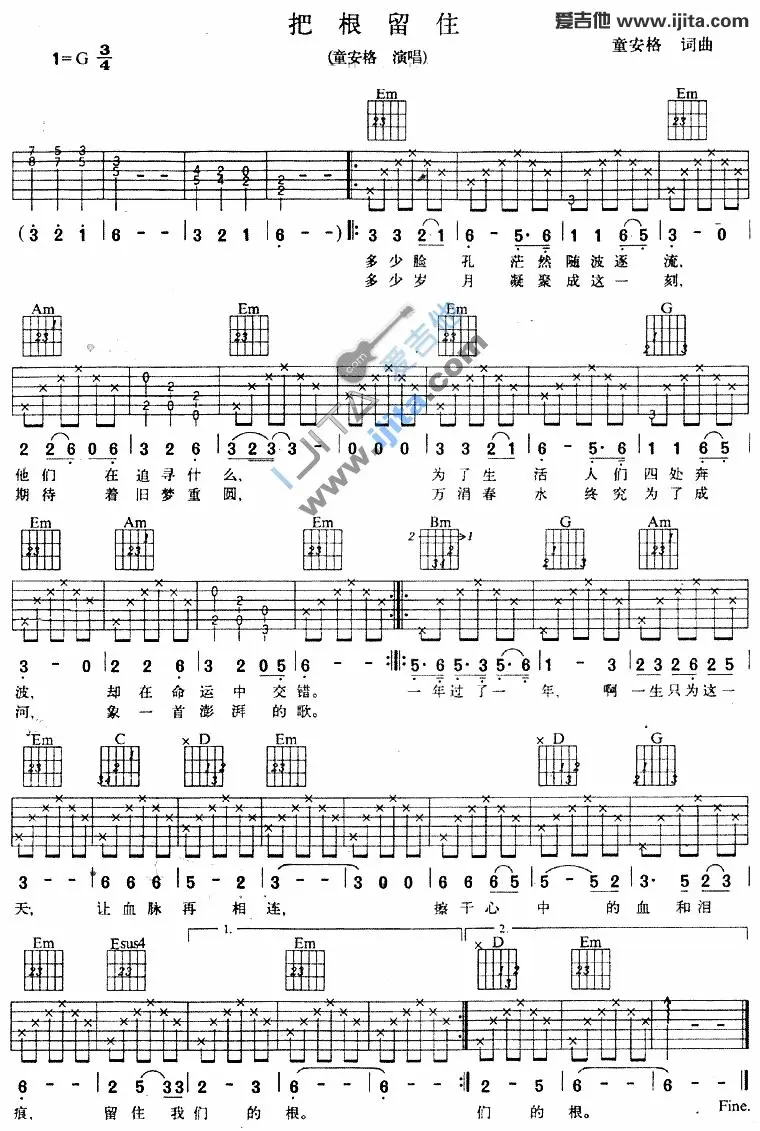 把根留住
爱吉他 www.ijita.com
1=G 3/4
(童安格 演唱)
童安格 词曲
Em Em
(3 2 1 | 6 - - | 3 2 1 | 6 - -) ‖: 3 3 2 1 | 6 - 5·6 | 1 1 6 5 | 3 - 0 |
多少脸 孔 茫然随波逐 流,
多少岁 月 凝聚成这一 刻,
Am Em Em G
2 2 6 0 6 | 3 2 6 | 3 3 2 3 3 - | 0 0 0 | 3 3 2 1 | 6 - 5·6 | 1 1 6 5 |
他们 在追寻什么, 为了生 活 人们四处奔
期待 着旧梦重圆, 万涓春 水 终究为了成
IJITA 爱吉他
www.ijita.com
Em Am Em Bm G Am
3 - 0 | 2 2 6 | 3 2 0 5 | 6 - - :‖: 5·6 5·3 5·6 | 1 - 3 | 2 3 2 6 2 5 |
波, 却在命运中 交错。 一年过了一 年, 啊一生只为这一
河, 象一首澎湃 的歌。
Em C × D Em × D G
3 - - | 6 6 6 | 5 - 2 | 3 - - | 3 0 0 | 6 6 6 5 | 5 - 5 2 | 3· 5 2 3 |
天, 让血脉再 相 连, 擦干心 中 的血和泪
Em Esus4 1. Em 2. × D Em
6 - - | 2 5 3 3 | 2 - 1 | 6 - - | 6 - - :‖ 2 - 5 | 6 - - | 6 - - ‖
痕, 留住我们 的 根。 们 的根。 Fine.